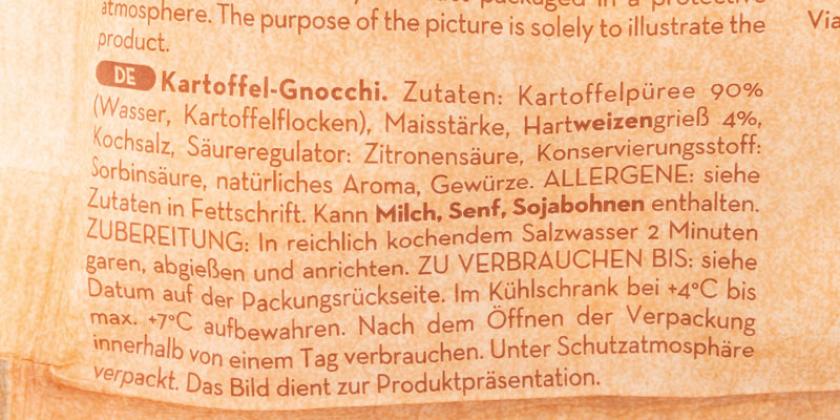 atmosphere. The purpose of the picture is solely to illustrate the
product.
DE Kartoffel-Gnocchi. Zutaten: Kartoffelpüree 90%
(Wasser, Kartoffelflocken), Maisstärke, Hartweizengrieß 4%,
Kochsalz, Säureregulator: Zitronensäure, Konservierungsstoff:
Sorbinsäure, natürliches Aroma, Gewürze. ALLERGENE: siehe
Zutaten in Fettschrift. Kann Milch, Senf, Sojabohnen enthalten.
ZUBEREITUNG: In reichlich kochendem Salzwasser 2 Minuten
garen, abgießen und anrichten. ZU VERBRAUCHEN BIS: siehe
Datum auf der Packungsrückseite. Im Kühlschrank bei +4°C bis
max. +7°C aufbewahren. Nach dem Öffnen der Verpackung
innerhalb von einem Tag verbrauchen. Unter Schutzatmosphäre
verpackt. Das Bild dient zur Produktpräsentation.